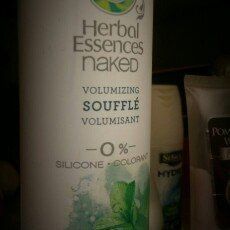 Herbal
Essences
naked
VOLUMIZING
SOUFFLÉ
VOLUMISANT
0%
SILICONE • COLORANT